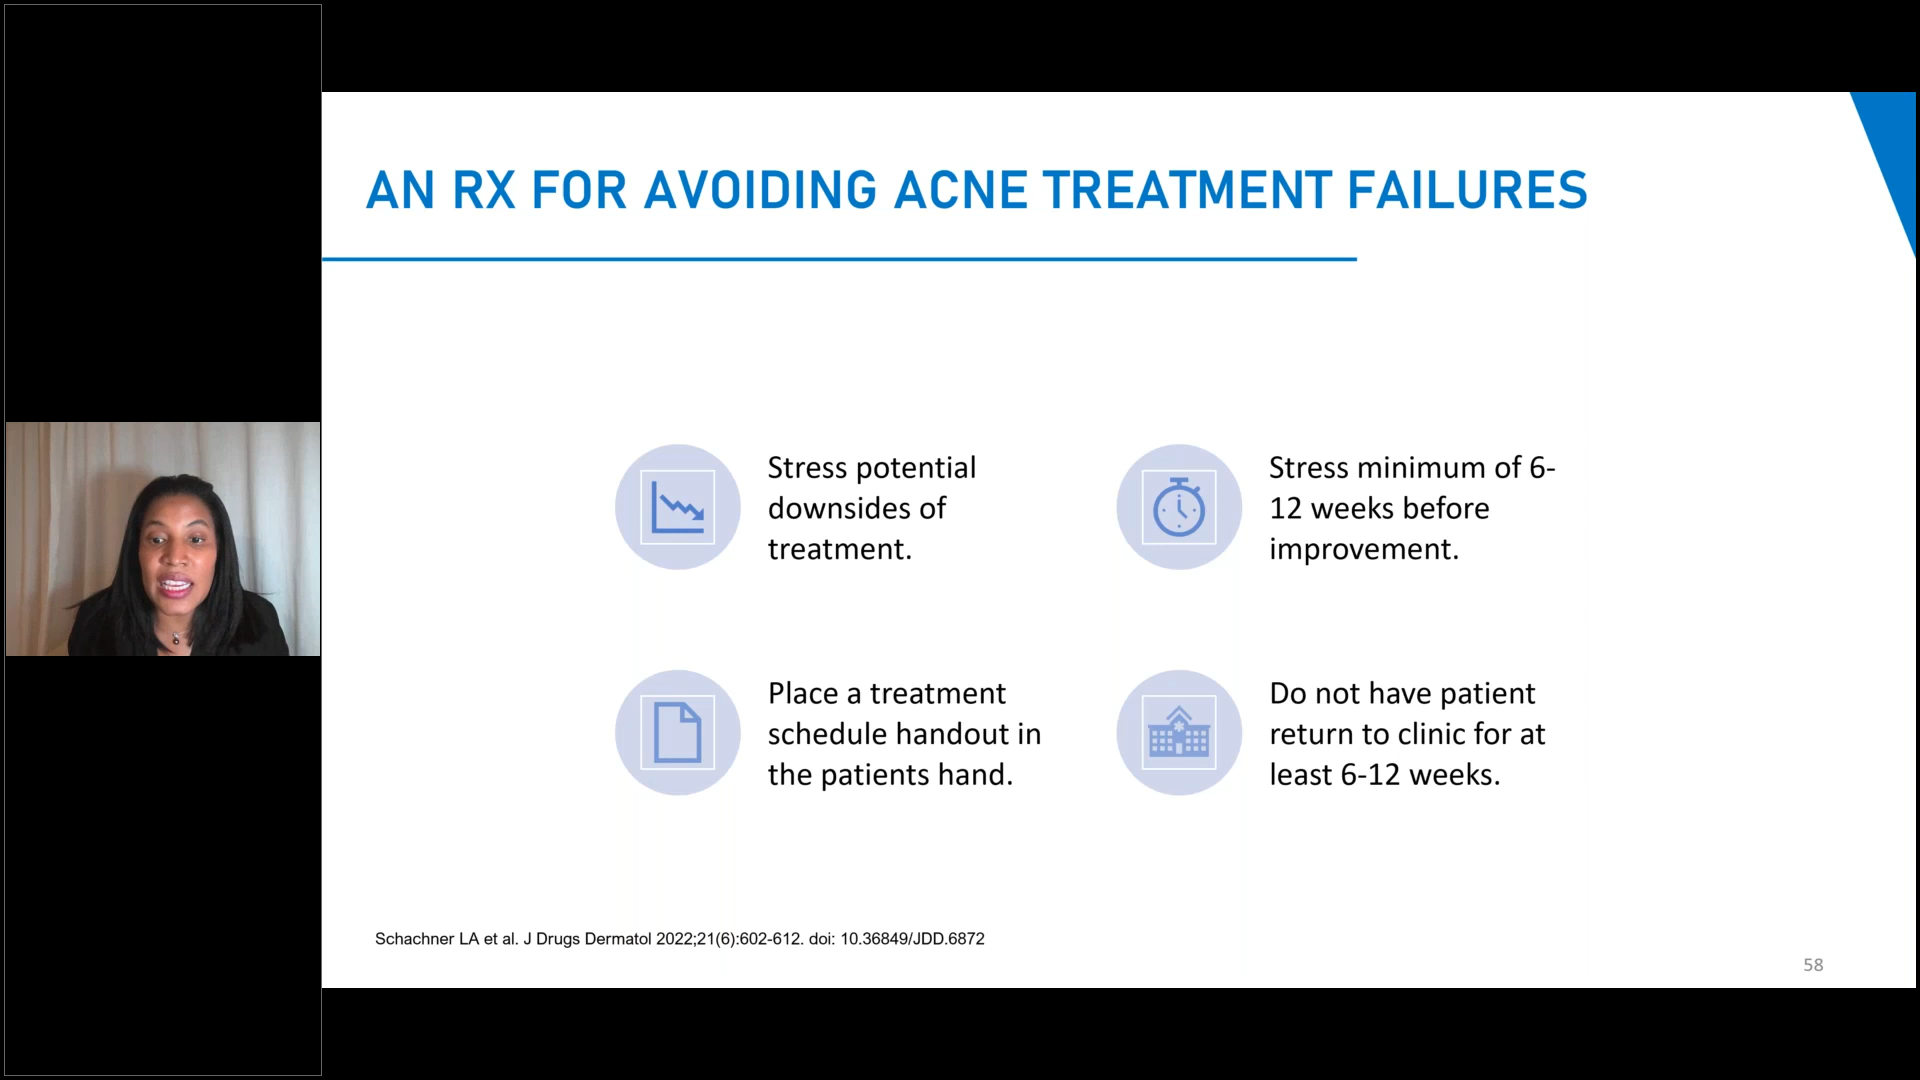 AN RX FOR AVOIDING ACNE TREATMENT FAILURES
Stress potential
downsides of
treatment.
Stress minimum of 6-
12 weeks before
improvement.
Place a treatment
schedule handout in
the patients hand.
Do not have patient
return to clinic for at
least 6-12 weeks.
Schachner LA et al. J Drugs Dermatol 2022;21(6):602-612. doi: 10.36849/JDD.6872
58